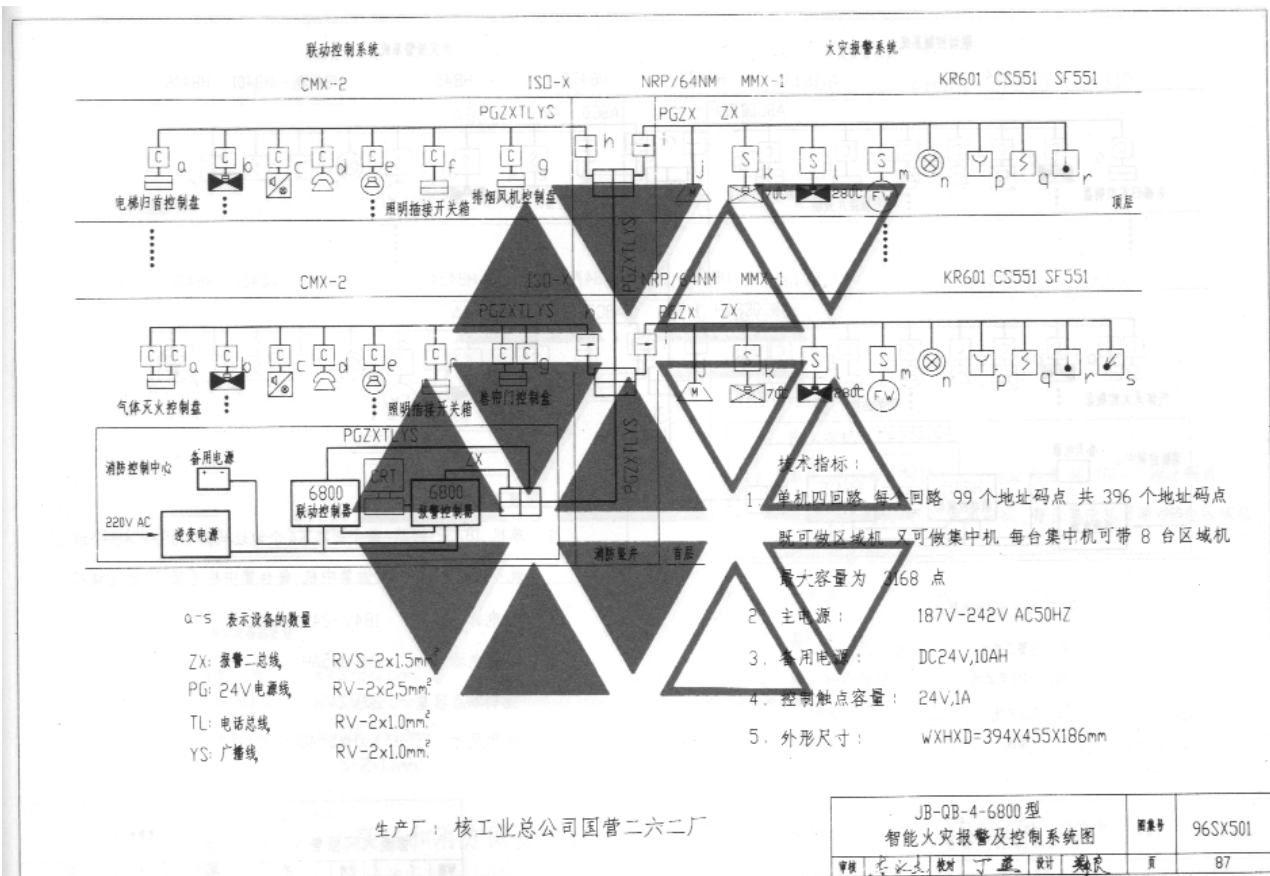 联动控制系统 火灾报警系统
CMX-2 ISO-X NRP/64NM MMX-1 KR601 CS551 SF551
PGZXTLYS PGZX ZX
h i
C a C b C c C d C e C f C g M j S k S l S m n p q r
70C 280C FW
电梯归首控制盘 照明插接开关箱 排烟风机控制盘 顶层
PGZXTLYS
CMX-2 ISO-X NRP/64NM MMX-1 KR601 CS551 SF551
PGZXTLYS h PGZX ZX
C C a C b C c C d C e C f C C g M j S k S l S m n p q r s
70C 280C FW
气体灭火控制盘 照明插接开关箱 卷帘门控制盒
PGZXTLYS
PGZXTLYS
消防控制中心 备用电源 ZX
CRT
6800 联动控制器
6800 报警控制器
220V AC 逆变电源
消防竖井 首层
a-s 表示设备的数量
ZX: 报警二总线, RVS-2x1.5mm²
PG: 24V电源线, RV-2x2,5mm²
TL: 电话总线, RV-2x1.0mm²
YS: 广播线, RV-2x1.0mm²
技术指标：
1. 单机四回路 每个回路 99 个地址码点 共 396 个地址码点
既可做区域机 又可做集中机 每台集中机可带 8 台区域机
最大容量为 3168 点
2. 主电源： 187V-242V AC50HZ
3. 备用电源： DC24V,10AH
4. 控制触点容量： 24V,1A
5. 外形尺寸： WXHXD=394X455X186mm
生产厂：核工业总公司国营二六二厂
JB-QB-4-6800型
智能火灾报警及控制系统图
图集号 96SX501
审核 校对 设计 页 87